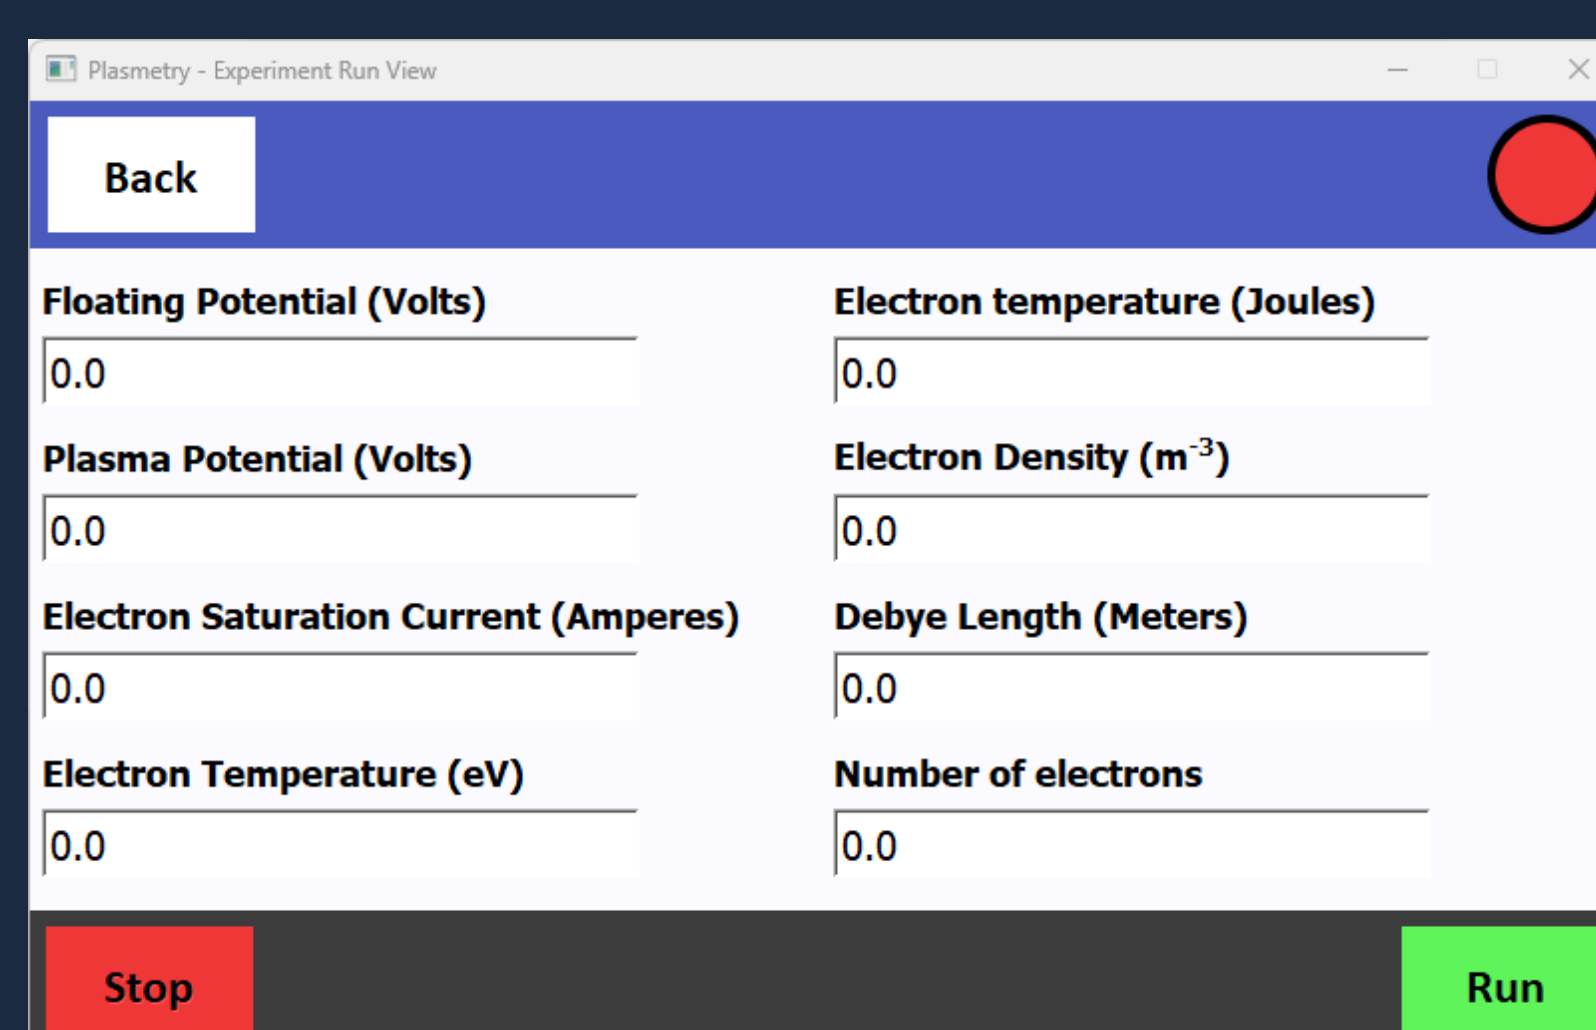 Plasmetry - Experiment Run View
Back
Floating Potential (Volts)
0.0
Plasma Potential (Volts)
0.0
Electron Saturation Current (Amperes)
0.0
Electron Temperature (eV)
0.0
Electron temperature (Joules)
0.0
Electron Density (m⁻³)
0.0
Debye Length (Meters)
0.0
Number of electrons
0.0
Stop
Run